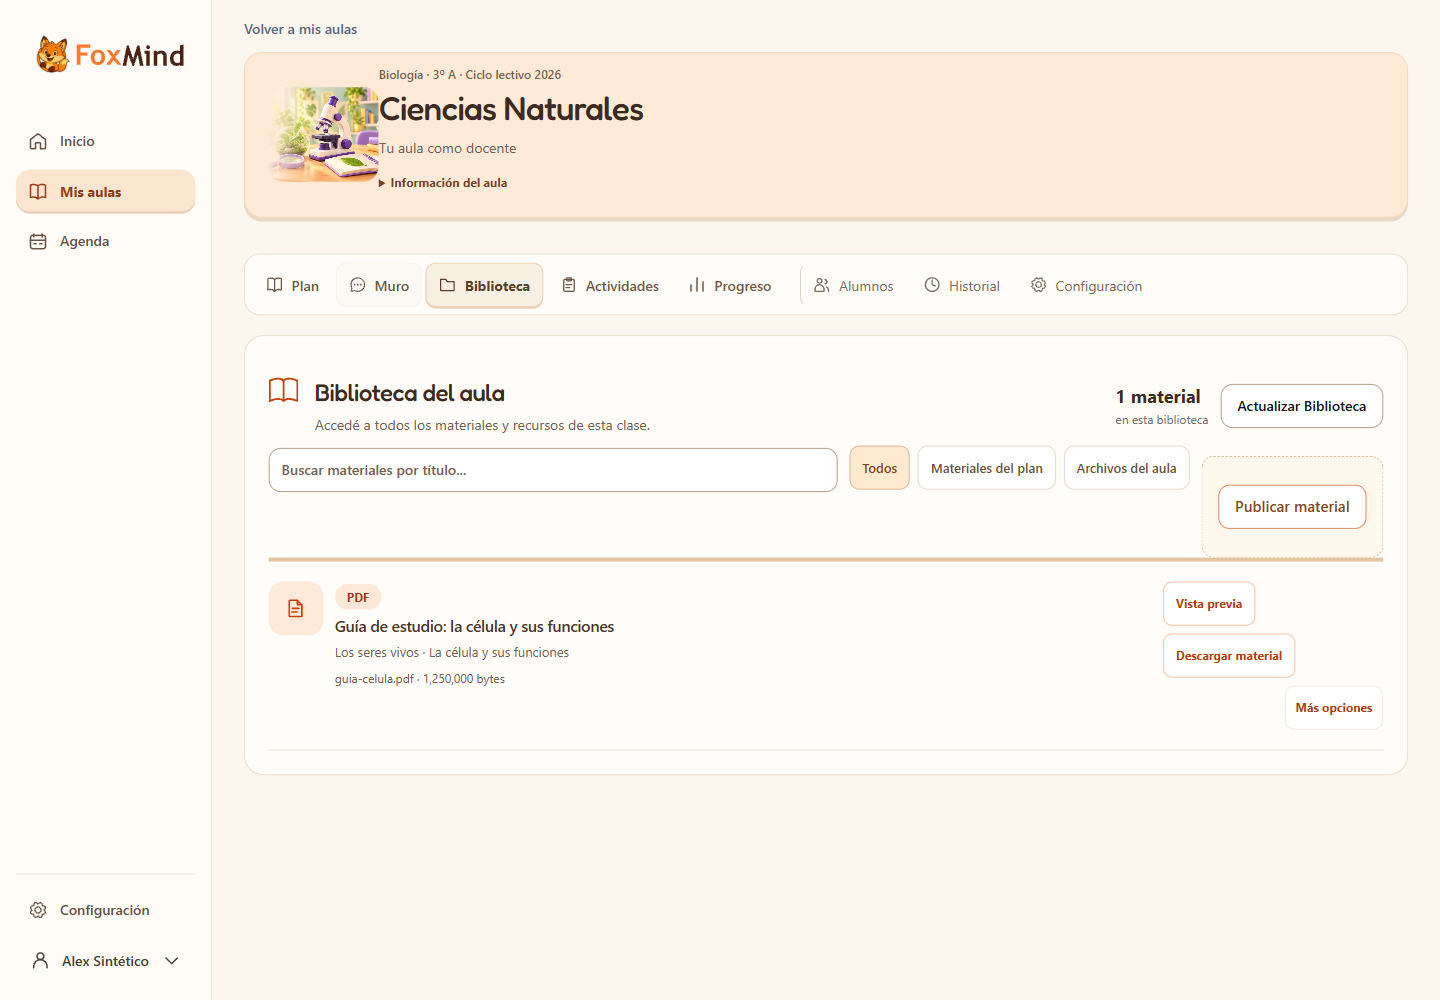 FoxMind
Inicio
Mis aulas
Agenda
Configuración
Alex Sintético
Volver a mis aulas
Biología · 3º A · Ciclo lectivo 2026
Ciencias Naturales
Tu aula como docente
Información del aula
Plan
Muro
Biblioteca
Actividades
Progreso
Alumnos
Historial
Configuración
Biblioteca del aula
Accedé a todos los materiales y recursos de esta clase.
1 material
en esta biblioteca
Actualizar Biblioteca
Buscar materiales por título...
Todos
Materiales del plan
Archivos del aula
Publicar material
PDF
Guía de estudio: la célula y sus funciones
Los seres vivos · La célula y sus funciones
guia-celula.pdf · 1,250,000 bytes
Vista previa
Descargar material
Más opciones